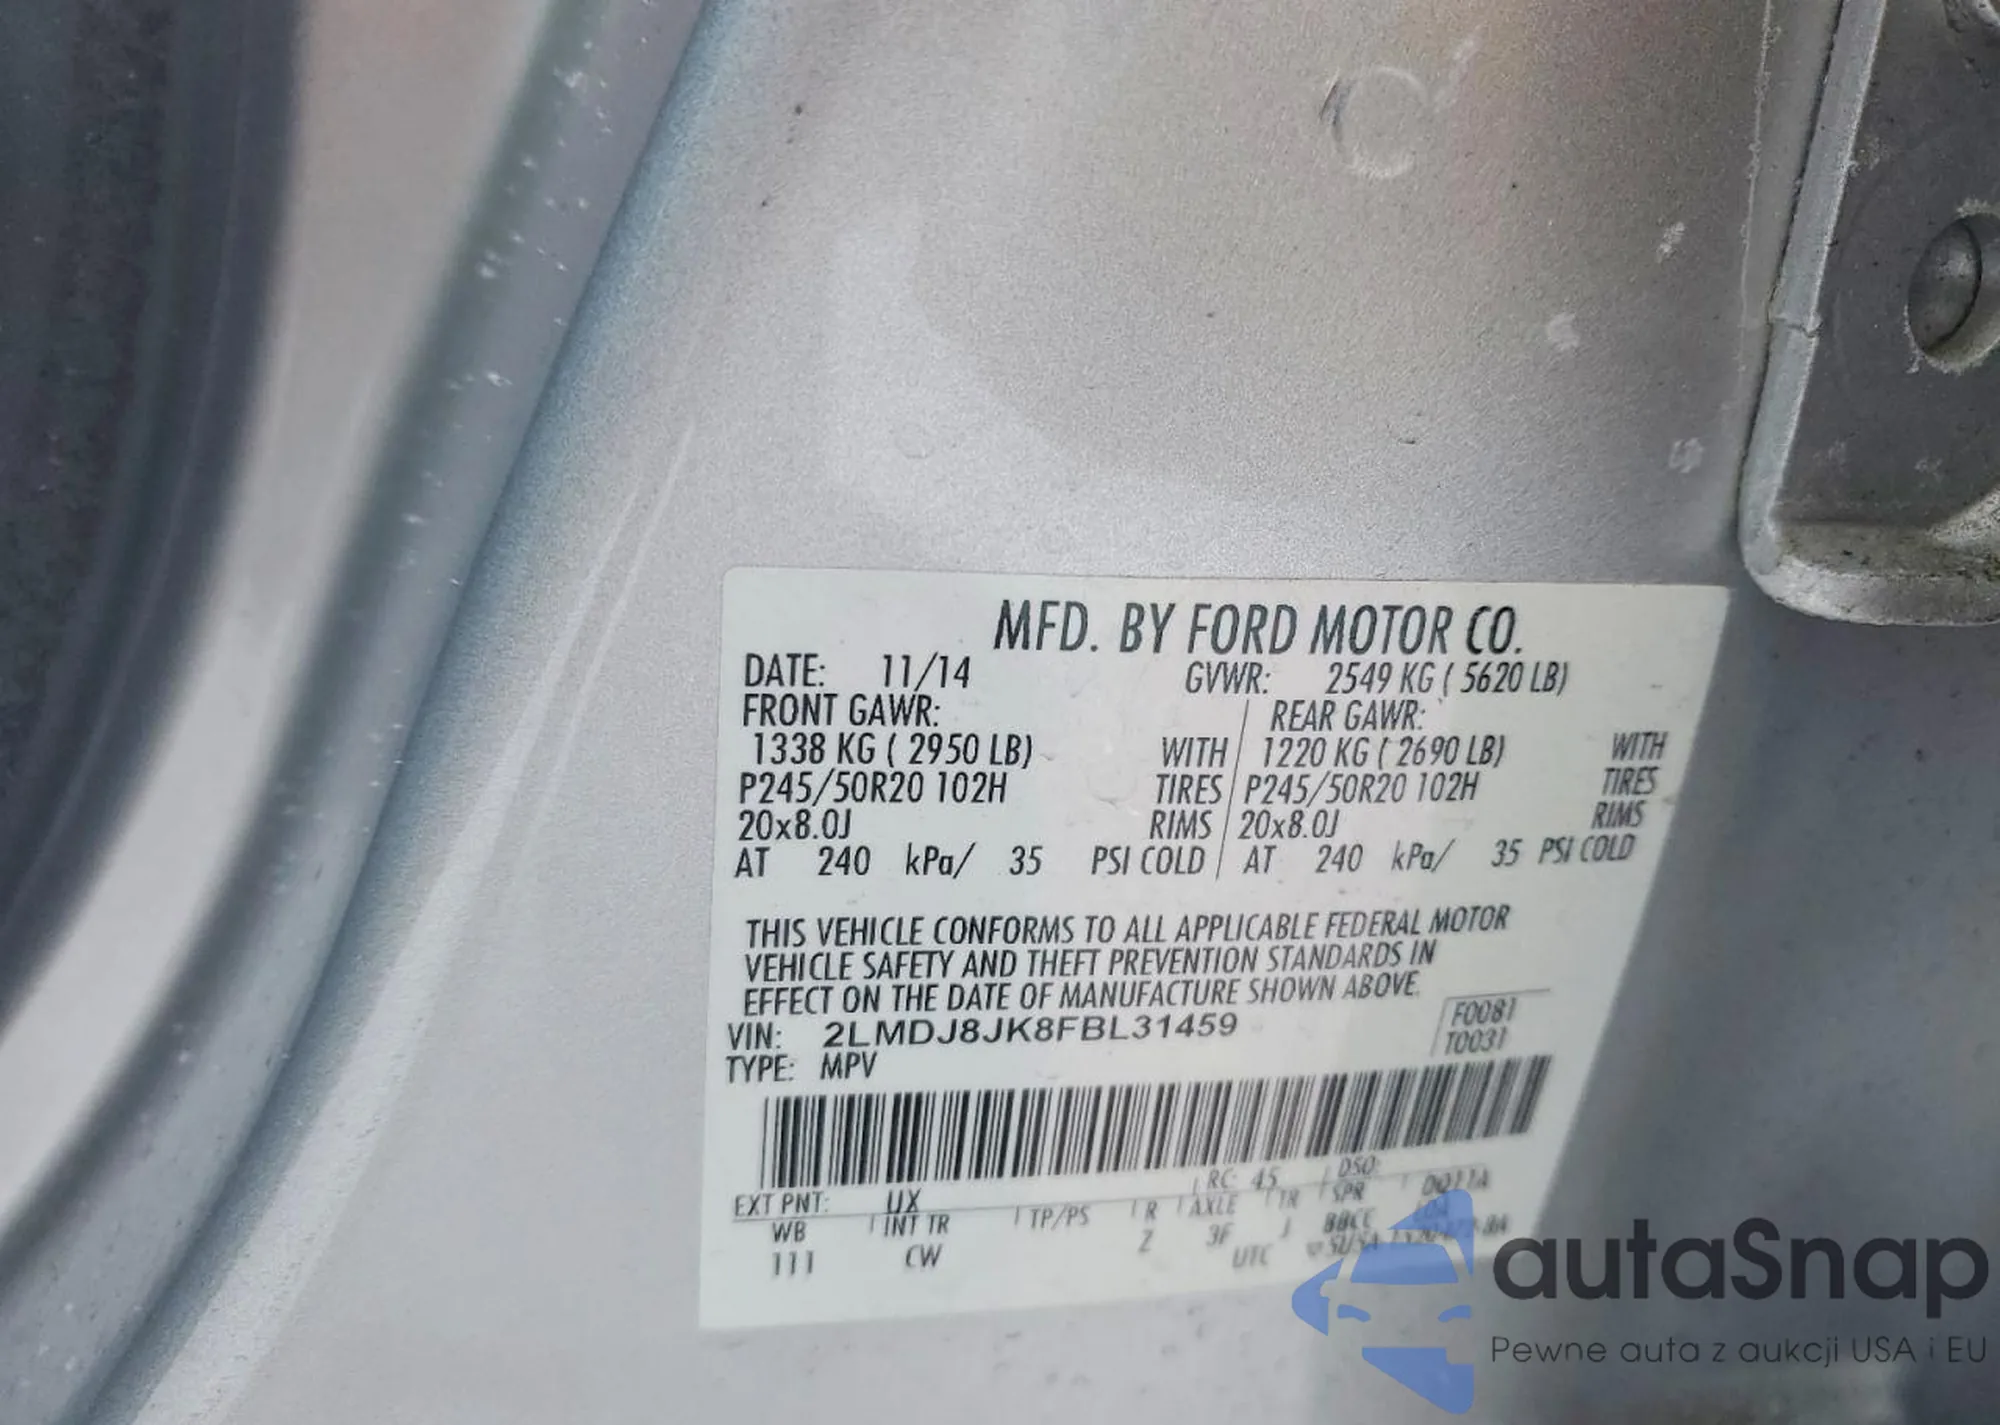 MFD. BY FORD MOTOR CO.
DATE: 11/14 GVWR: 2549 KG ( 5620 LB)
FRONT GAWR: REAR GAWR:
1338 KG ( 2950 LB) WITH 1220 KG ( 2690 LB) WITH
P245/50R20 102H TIRES P245/50R20 102H TIRES
20x8.0J RIMS 20x8.0J RIMS
AT 240 kPa/ 35 PSI COLD AT 240 kPa/ 35 PSI COLD
THIS VEHICLE CONFORMS TO ALL APPLICABLE FEDERAL MOTOR
VEHICLE SAFETY AND THEFT PREVENTION STANDARDS IN
EFFECT ON THE DATE OF MANUFACTURE SHOWN ABOVE.
VIN: 2LMDJ8JK8FBL31459 F0081
TYPE: MPV T0031
EXT PNT: UX RC: 45 DSO:
WB INT TR TP/PS R AXLE TR SPR
111 CW Z 3F J
UTC
autaSnap
Pewne auta z aukcji USA i EU